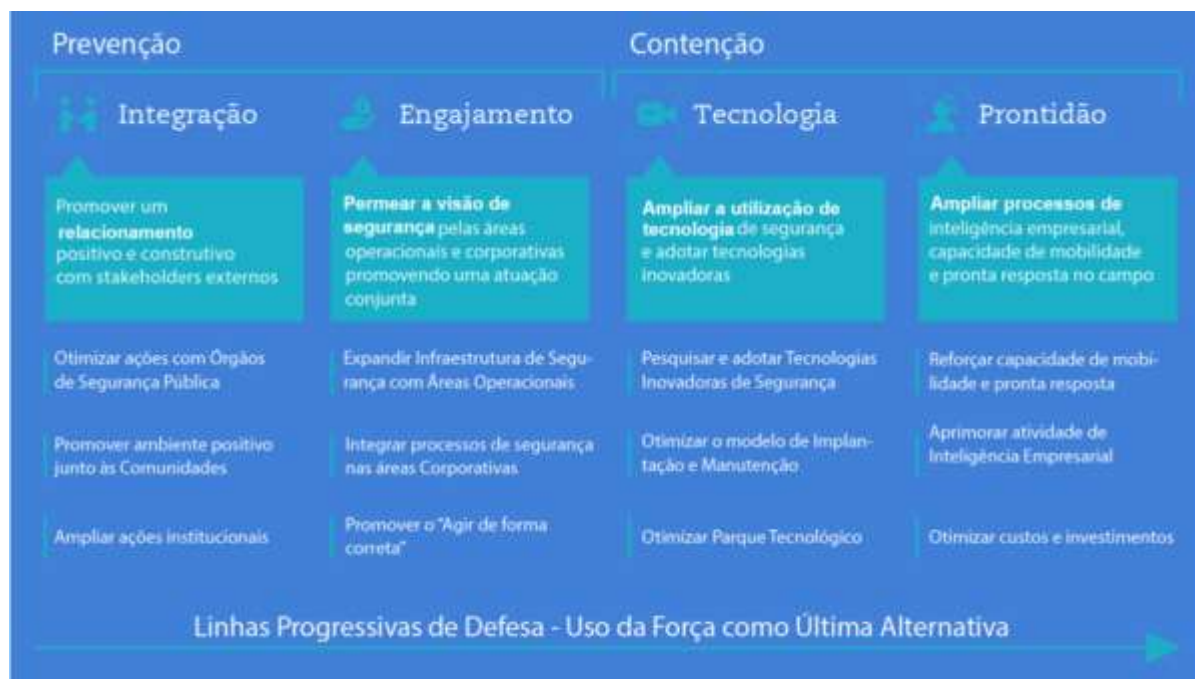 Prevenção
Contenção
Integração
Engajamento
Tecnologia
Prontidão
Promover um
relacionamento
positivo e construtivo
com stakeholders externos
Permear a visão de
segurança pelas áreas
operacionais e corporativas
promovendo uma atuação
conjunta
Ampliar a utilização de
tecnologia de segurança
e adotar tecnologias
inovadoras
Ampliar processos de
inteligência empresarial,
capacidade de mobilidade
e pronta resposta no campo
Otimizar ações com Órgãos
de Segurança Pública
Expandir Infraestrutura de Segu-
rança com Áreas Operacionais
Pesquisar e adotar Tecnologias
Inovadoras de Segurança
Reforçar capacidade de mobi-
lidade e pronta resposta
Promover ambiente positivo
junto às Comunidades
Integrar processos de segurança
nas áreas Corporativas
Otimizar o modelo de Implan-
tação e Manutenção
Aprimorar atividade de
Inteligência Empresarial
Ampliar ações institucionais
Promover o "Agir de forma
correta"
Otimizar Parque Tecnológico
Otimizar custos e investimentos
Linhas Progressivas de Defesa - Uso da Força como Última Alternativa